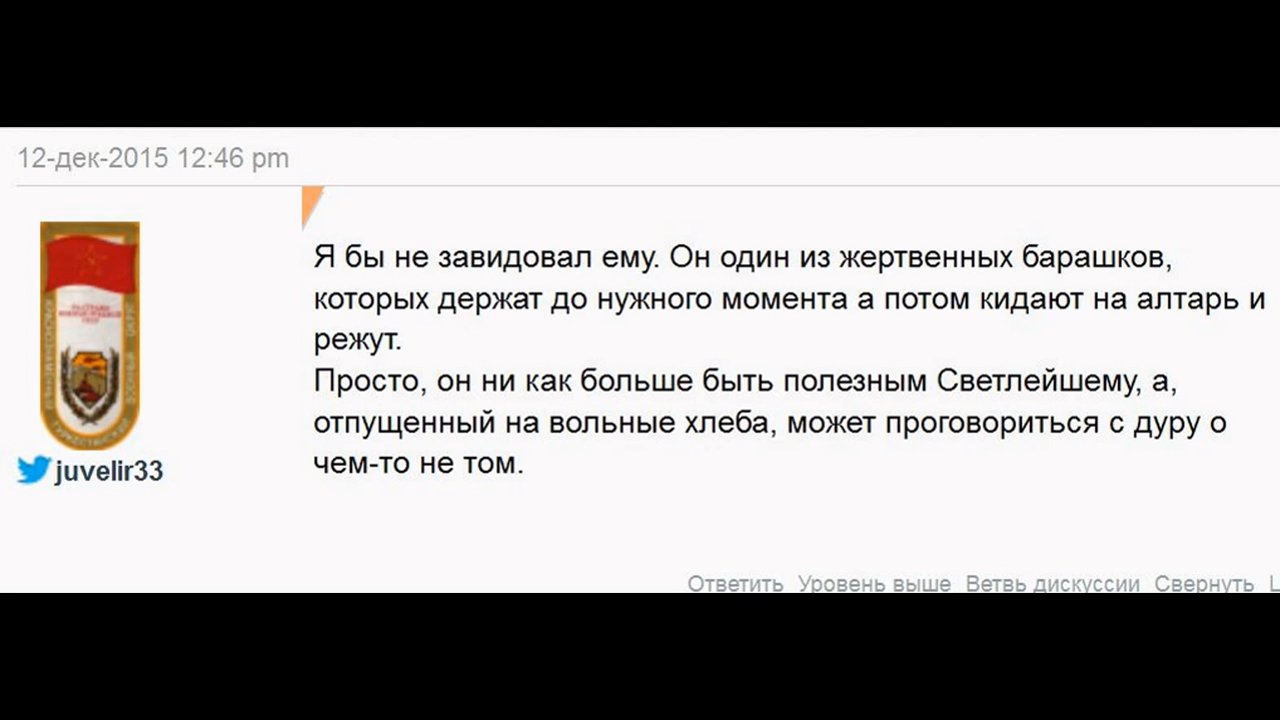 12-дек-2015 12:46 pm
Я бы не завидовал ему. Он один из жертвенных барашков,
которых держат до нужного момента а потом кидают на алтарь и
режут.
Просто, он ни как больше быть полезным Светлейшему, а,
отпущенный на вольные хлеба, может проговориться с дуру о
чем-то не том.
juvelir33
Ответить Уровень выше Ветвь дискуссии Свернуть